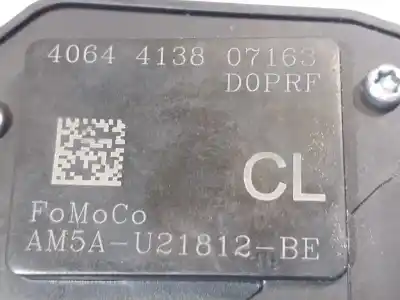 4064 4138 07163
D0PRF
CL
FoMoCo
AM5A-U21812-BE